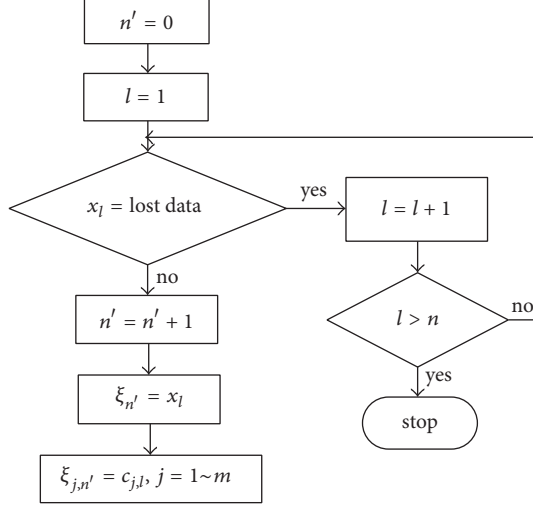 n′ = 0
l = 1
x_l = lost data
yes
l = l + 1
no
n′ = n′ + 1
l > n
no
ξ_{n′} = x_l
yes
stop
ξ_{j,n′} = c_{j,l}, j = 1~m